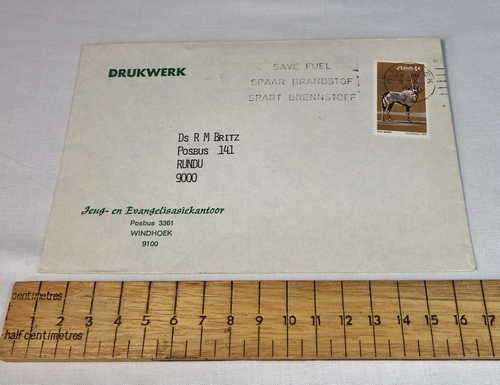 DRUKWERK
SAVE FUEL
SPAAR BRANDSTOF
SPART BRENNSTOFF
Ds R M Britz
Posbus 141
RUNDU
9000
Jeug- en Evangelisasiekantoor
Posbus 3361
WINDHOEK
9100
centimetres
1 2 3 4 5 6 7 8 9 10 11 12 13 14 15 16 17
half centimetres